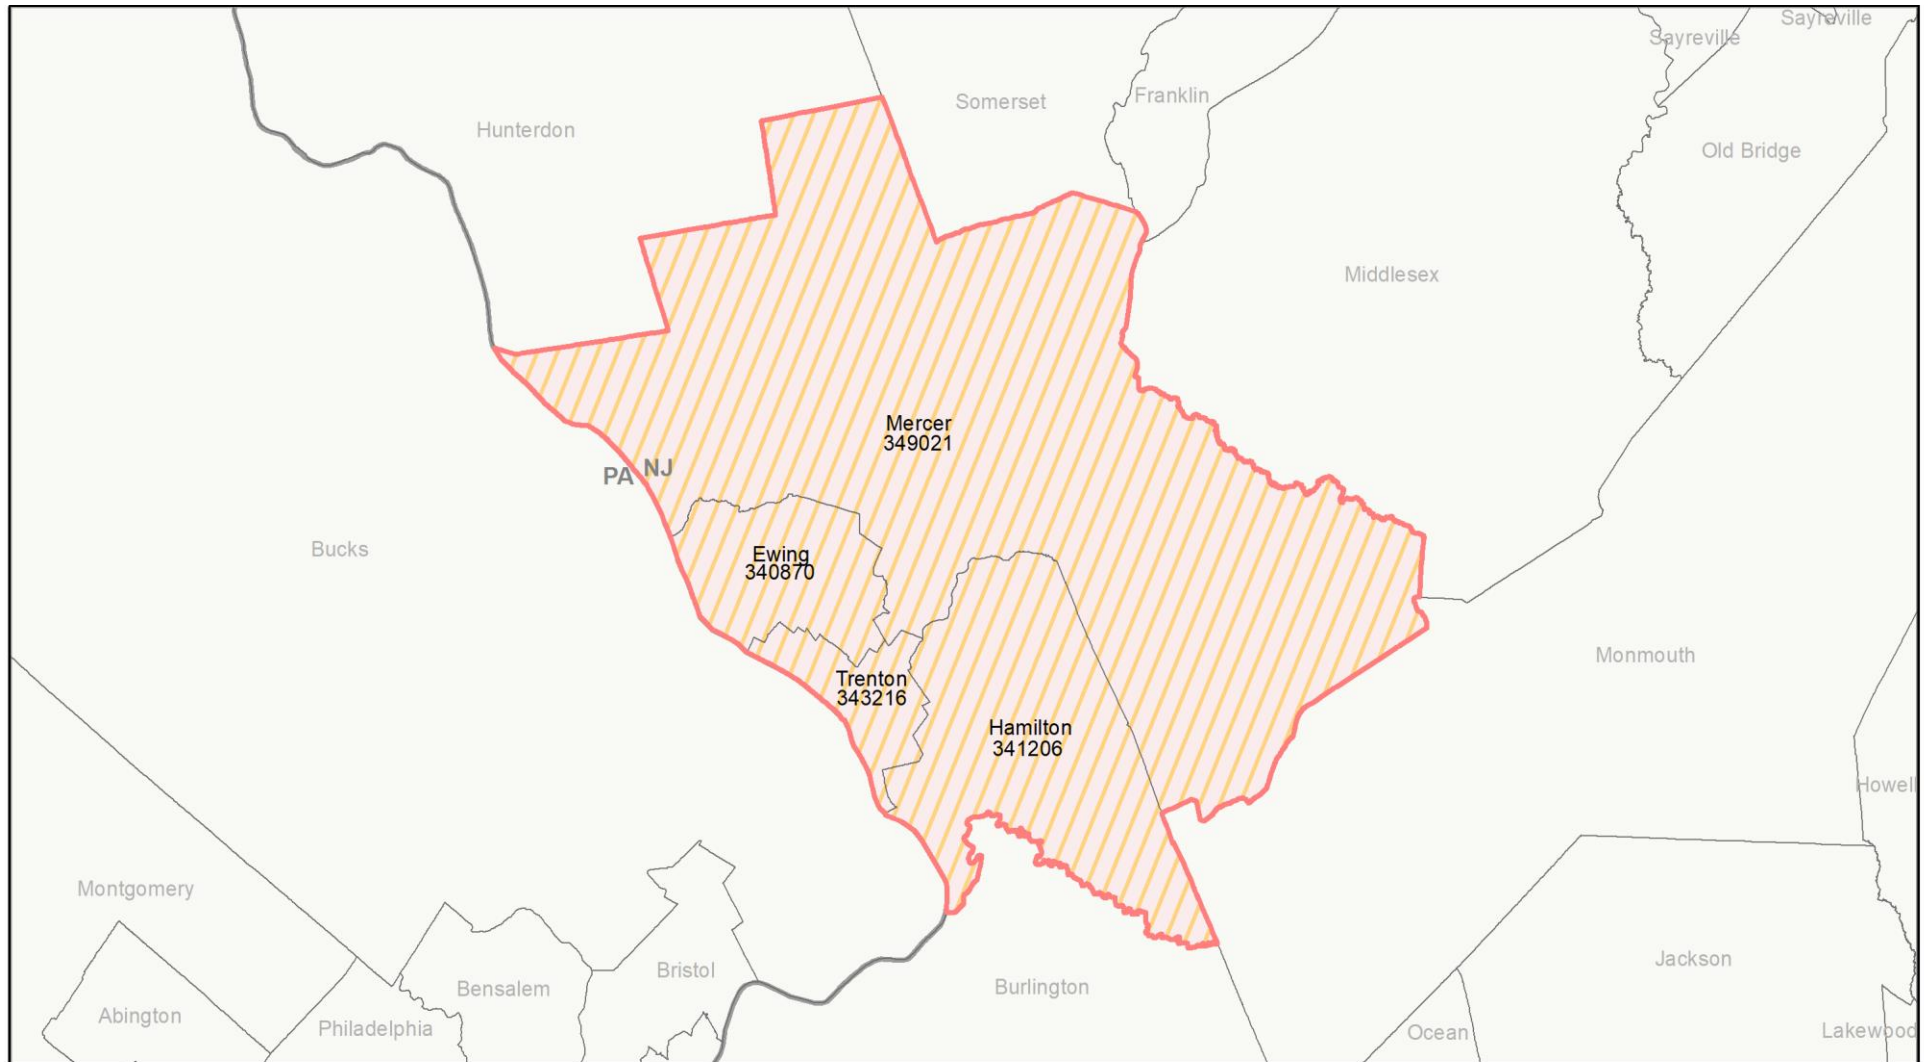 Sayreville
Sayreville
Somerset
Franklin
Hunterdon
Old Bridge
Middlesex
Mercer
349021
PA
NJ
Bucks
Ewing
340870
Monmouth
Trenton
343216
Hamilton
341206
Howell
Montgomery
Jackson
Bristol
Bensalem
Burlington
Abington
Philadelphia
Ocean
Lakewood